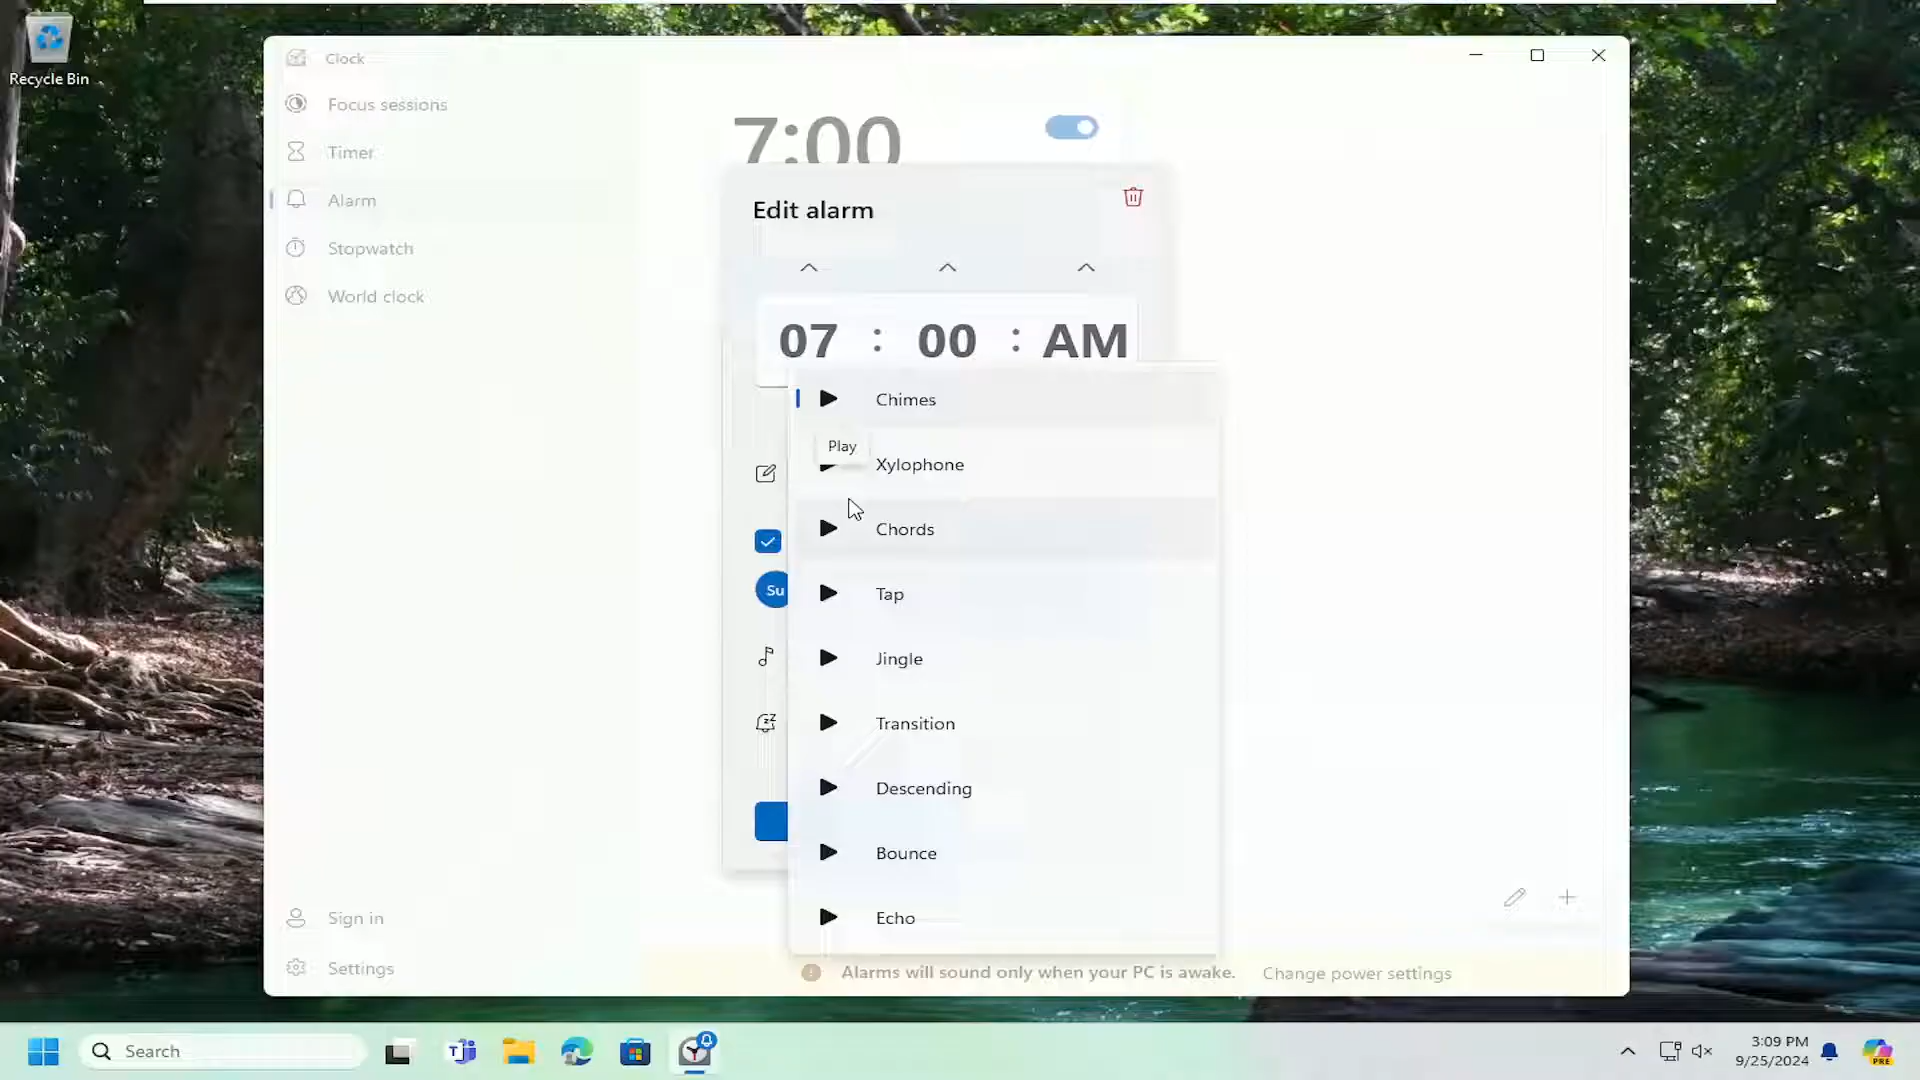 Recycle Bin
Clock
Focus sessions
Timer
Alarm
Stopwatch
World clock
Sign in
Settings
7:00
Edit alarm
07 : 00 : AM
Chimes
Play
Xylophone
Chords
Su
Tap
Jingle
Transition
Descending
Bounce
Echo
Alarms will sound only when your PC is awake. Change power settings
Search
3:09 PM
9/25/2024
PRE